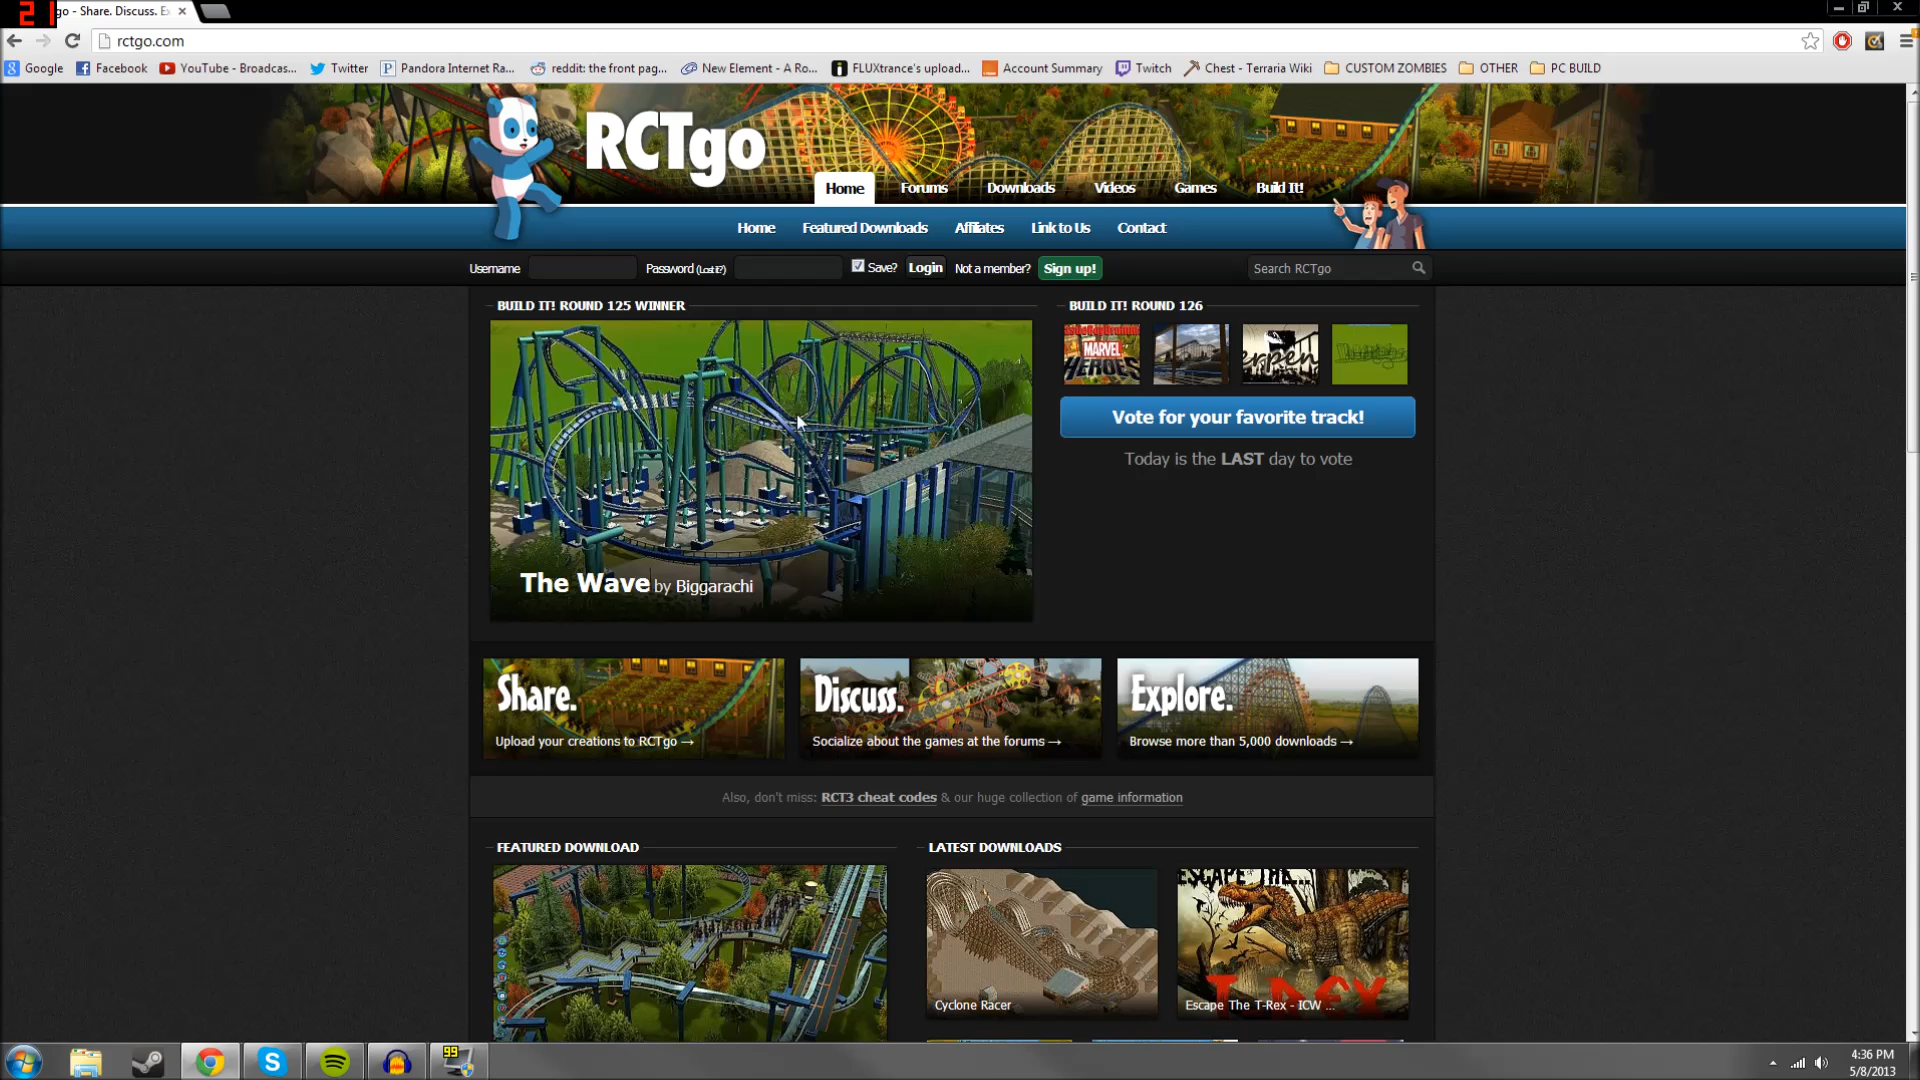 21
go - Share. Discuss. E
rctgo.com
Google
Facebook
YouTube - Broadcas...
Twitter
Pandora Internet Ra...
reddit: the front pag...
New Element - A Ro...
FLUXtrance's upload...
Account Summary
Twitch
Chest - Terraria Wiki
CUSTOM ZOMBIES
OTHER
PC BUILD
RCTgo
Home Forums Downloads Videos Games Build It!
Home Featured Downloads Affiliates Link to Us Contact
Username Password (Lost it?) Save? Login Not a member? Sign up! Search RCTgo
BUILD IT! ROUND 125 WINNER
The Wave by Biggarachi
BUILD IT! ROUND 126
MARVEL
HEROES
erpen
Vote for your favorite track!
Today is the LAST day to vote
Share.
Upload your creations to RCTgo →
Discuss.
Socialize about the games at the forums →
Explore.
Browse more than 5,000 downloads →
Also, don't miss: RCT3 cheat codes & our huge collection of game information
FEATURED DOWNLOAD
LATEST DOWNLOADS
Cyclone Racer
ESCAPE THE...
T-REX
Escape The T-Rex - ICW ...
99
4:36 PM
5/8/2013